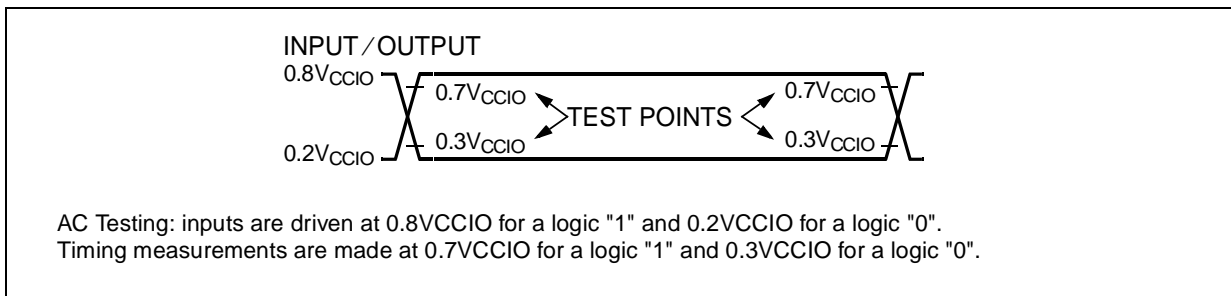 INPUT/OUTPUT
0.8VCCIO
0.7VCCIO
0.7VCCIO
TEST POINTS
0.3VCCIO
0.3VCCIO
0.2VCCIO
AC Testing: inputs are driven at 0.8VCCIO for a logic "1" and 0.2VCCIO for a logic "0".
Timing measurements are made at 0.7VCCIO for a logic "1" and 0.3VCCIO for a logic "0".